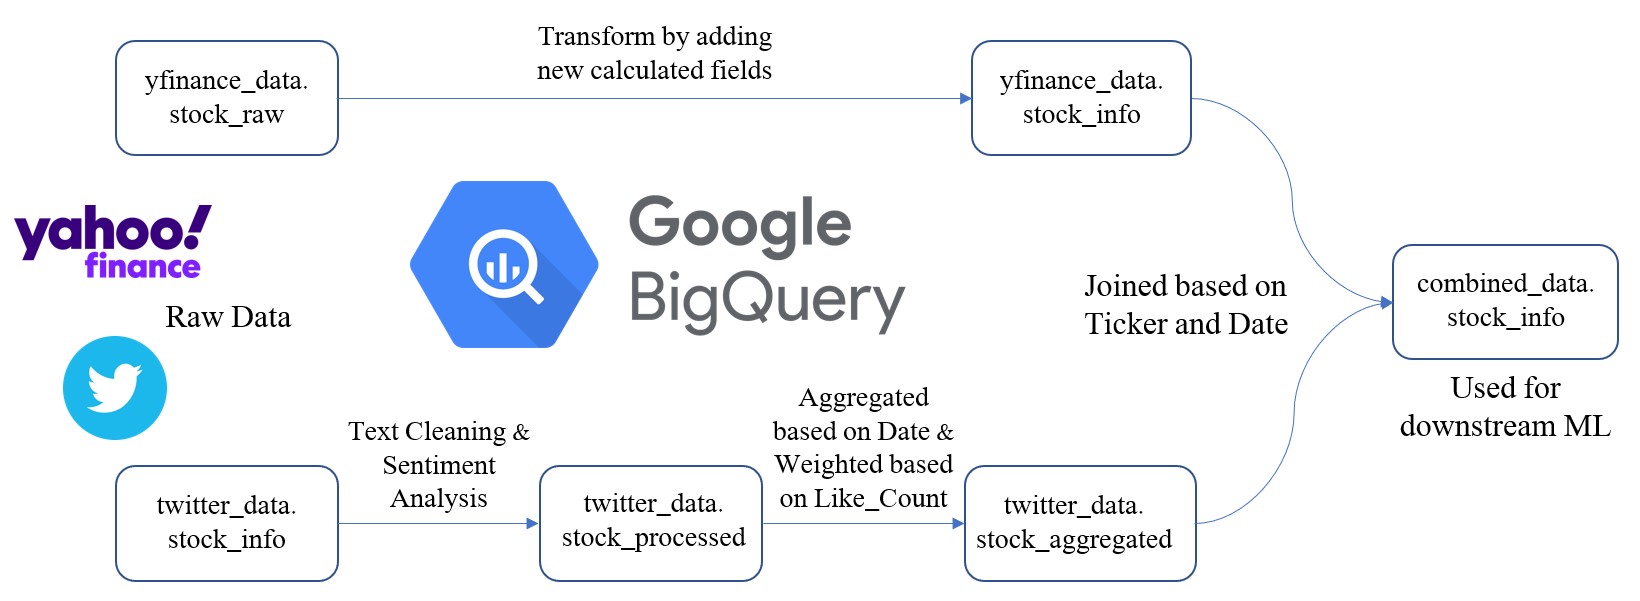 Transform by adding
new calculated fields
yfinance_data.
stock_raw
yfinance_data.
stock_info
yahoo!
finance
Raw Data
Google
BigQuery
Joined based on
Ticker and Date
combined_data.
stock_info
Used for
downstream ML
Text Cleaning &
Sentiment
Analysis
Aggregated
based on Date &
Weighted based
on Like_Count
twitter_data.
stock_info
twitter_data.
stock_processed
twitter_data.
stock_aggregated